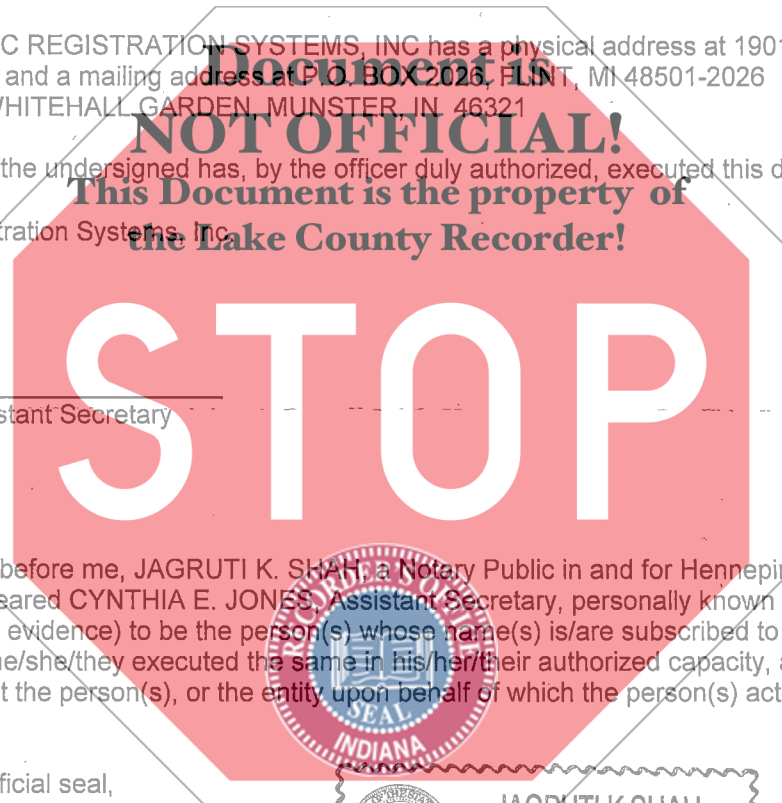 C REGISTRATION SYSTEMS, INC has a physical address at 1901
Document is
and a mailing address at P.O. BOX 2026, FLINT, MI 48501-2026
WHITEHALL GARDEN, MUNSTER, IN 46321
NOT OFFICIAL!
the undersigned has, by the officer duly authorized, executed this d
This Document is the property of
tration Systems, Inc.
the Lake County Recorder!
STOP
stant Secretary
before me, JAGRUTI K. SHAH, a Notary Public in and for Hennepin
eared CYNTHIA E. JONES, Assistant Secretary, personally known
evidence) to be the person(s) whose name(s) is/are subscribed to
he/she/they executed the same in his/her/their authorized capacity, a
t the person(s), or the entity upon behalf of which the person(s) act
RECORDER'S OFFICE
SEAL
INDIANA
ficial seal,
JAGRUTI K SHAH